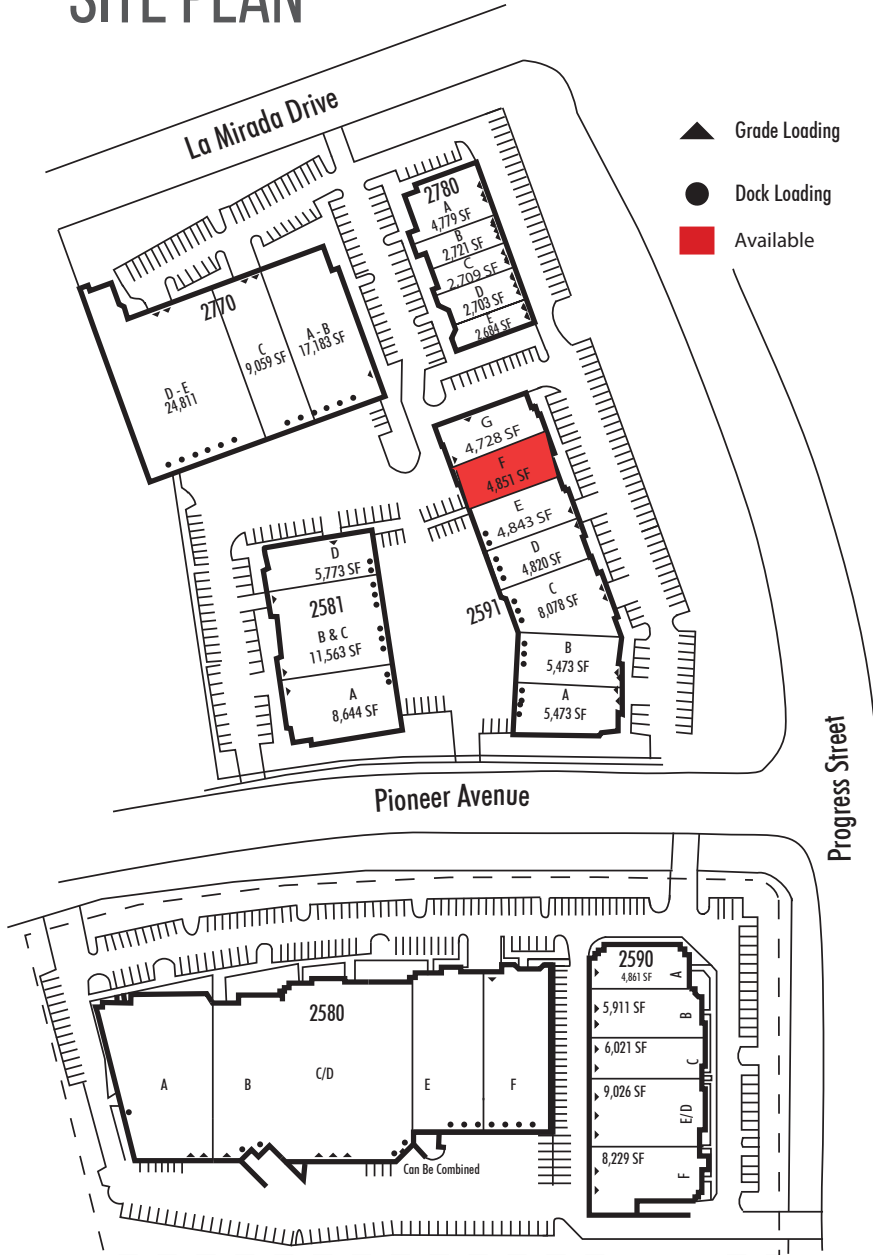 SITE PLAN
La Mirada Drive
Grade Loading
Dock Loading
Available
2780
A
4,779 SF
B
2,721 SF
C
2,709 SF
D
2,703 SF
E
2,684 SF
2770
A - B
17,183 SF
C
9,059 SF
D - E
24,811
G
4,728 SF
F
4,851 SF
E
4,843 SF
D
4,820 SF
C
8,078 SF
2591
B
5,473 SF
A
5,473 SF
D
5,773 SF
2581
B & C
11,563 SF
A
8,644 SF
Pioneer Avenue
Progress Street
2580
A
B
C/D
E
F
Can Be Combined
2590
4,861 SF
A
5,911 SF
B
6,021 SF
C
9,026 SF
E/D
8,229 SF
F